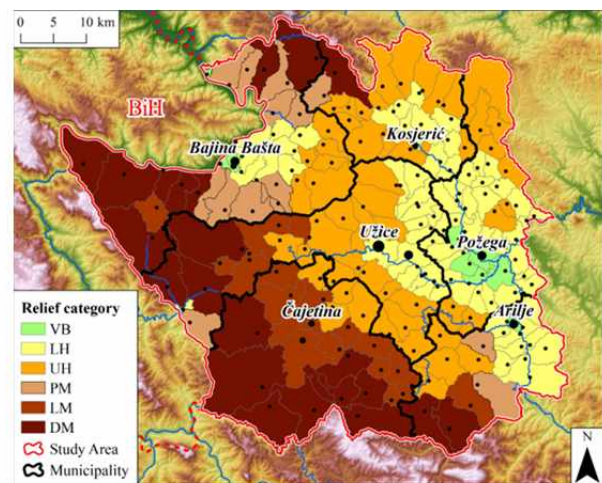 0 5 10 km
BiH
Kosjerić
Bajina Bašta
Užice
Požega
Čajetina
Arilje
Relief category
VB
LH
UH
PM
LM
DM
Study Area
Municipality
N